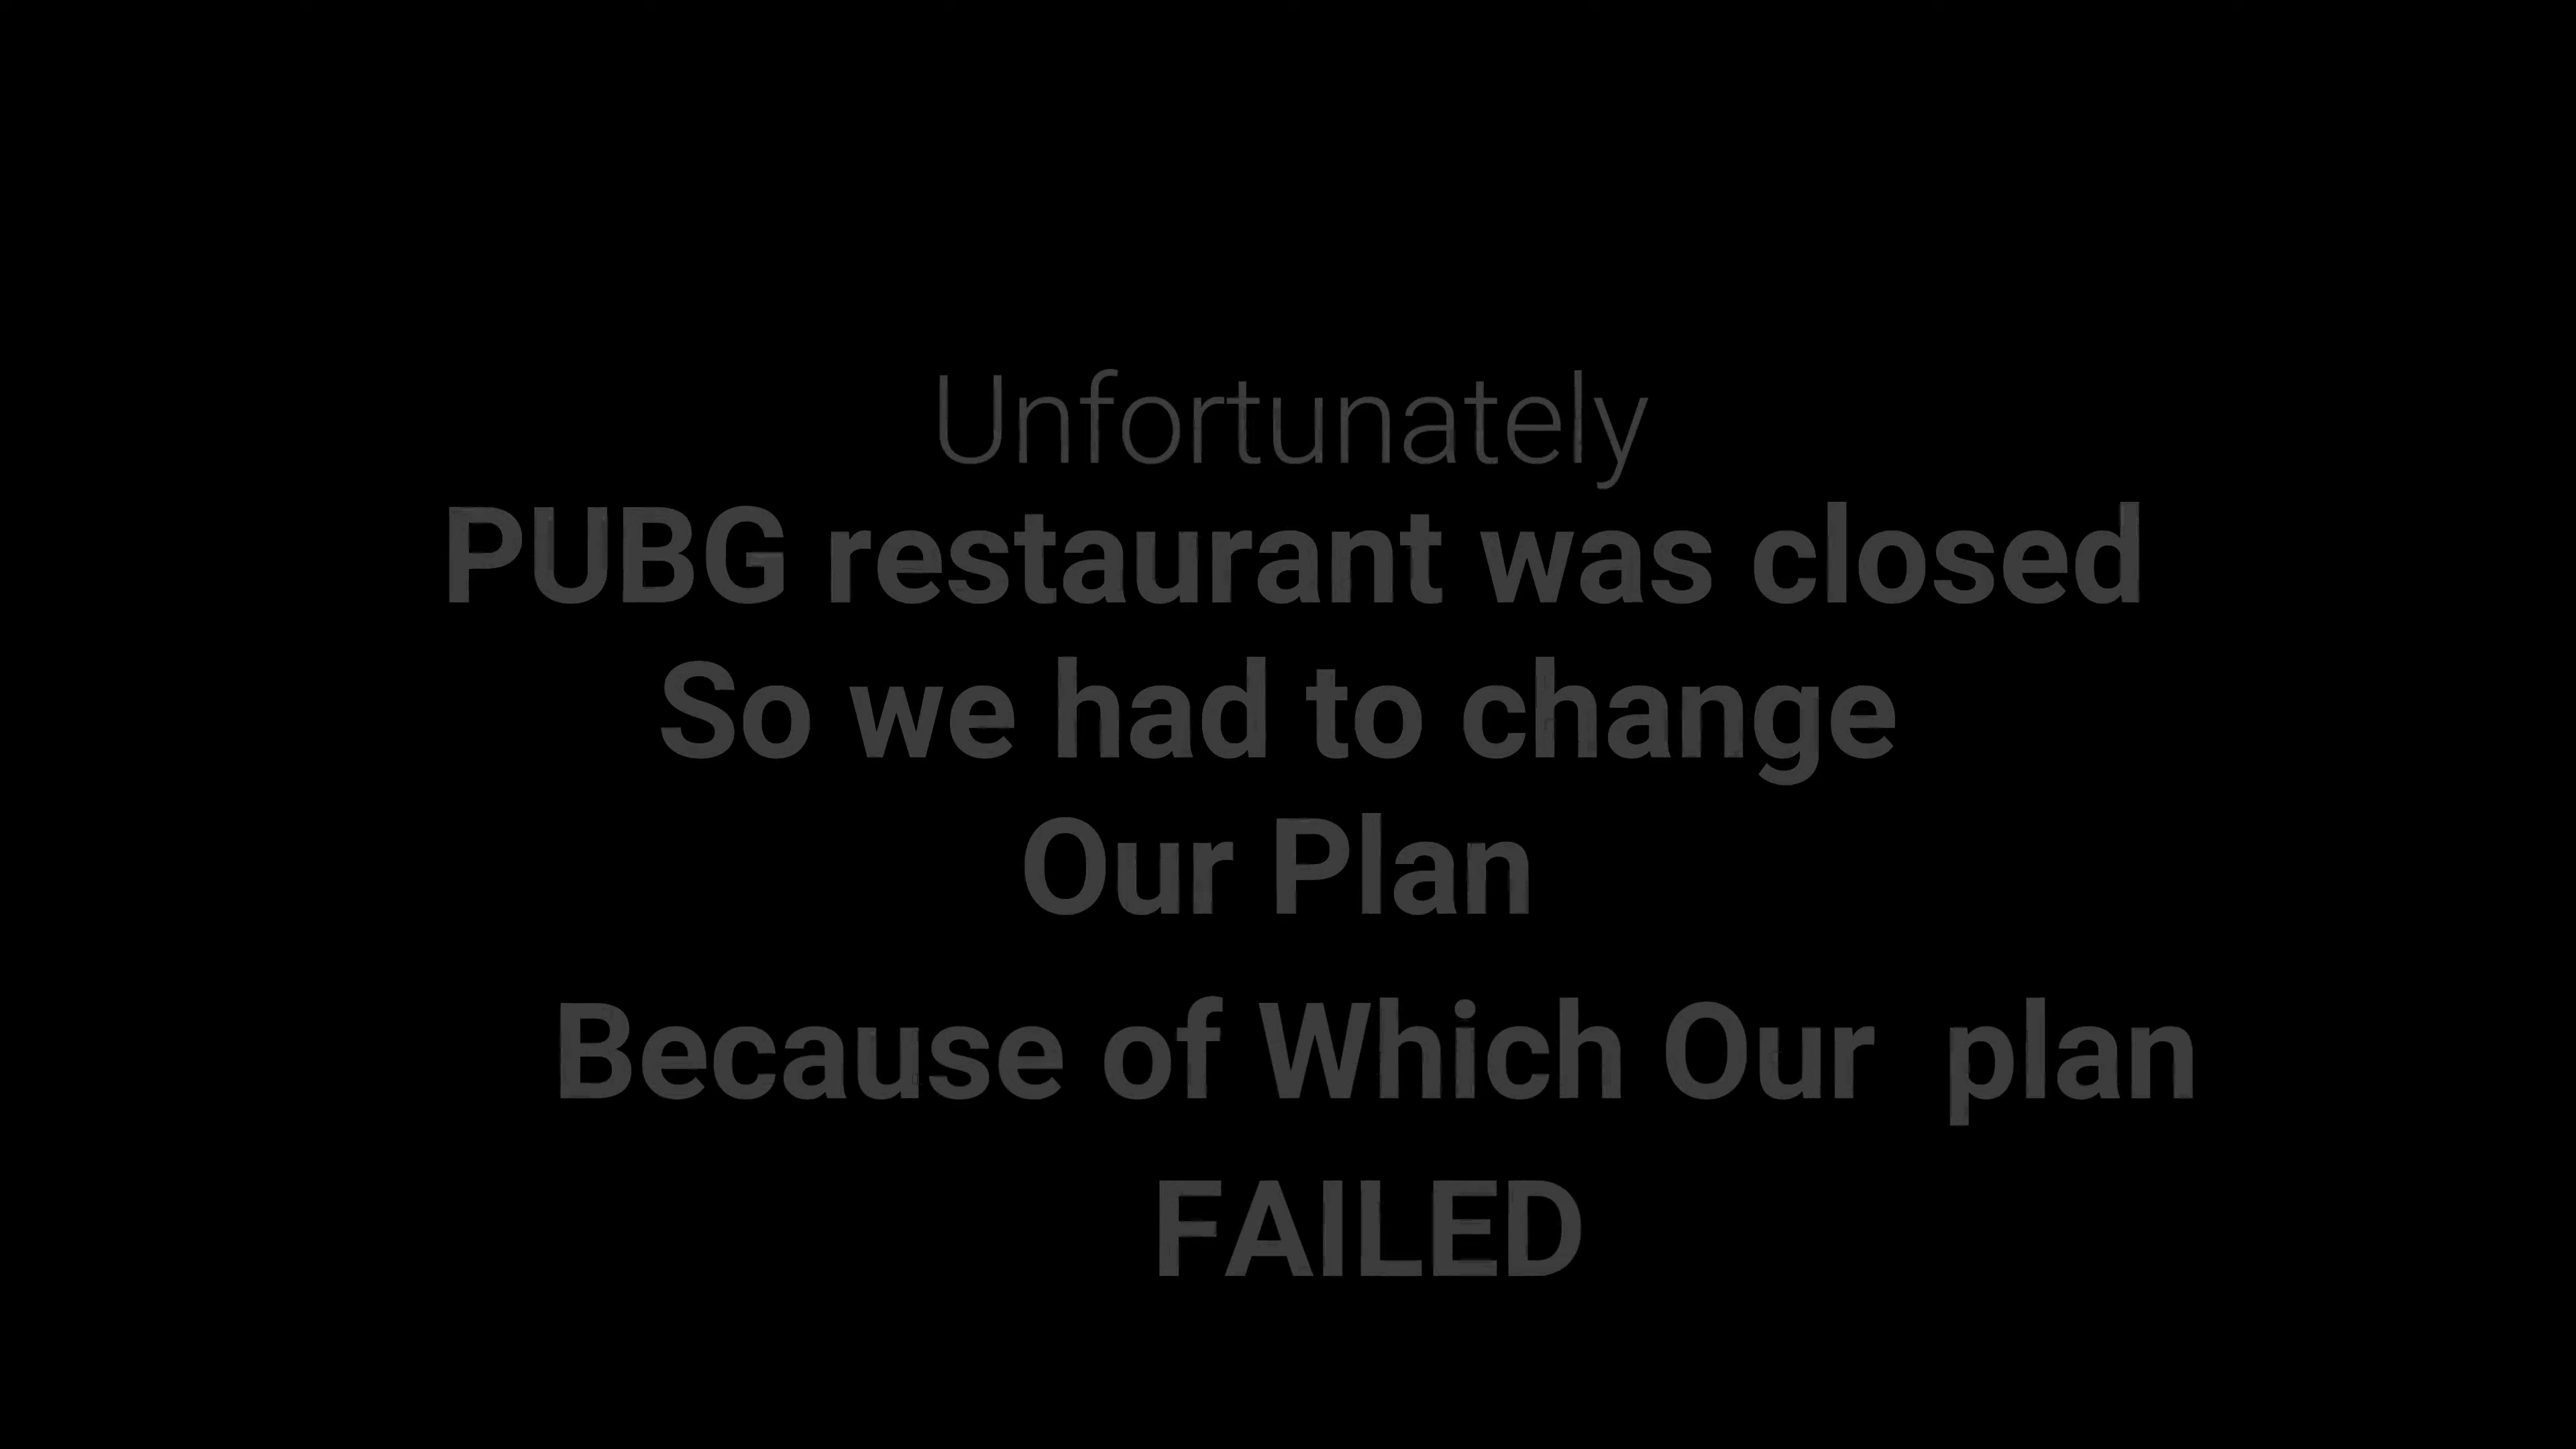 Unfortunately
PUBG restaurant was closed
So we had to change
Our Plan
Because of Which Our plan
FAILED